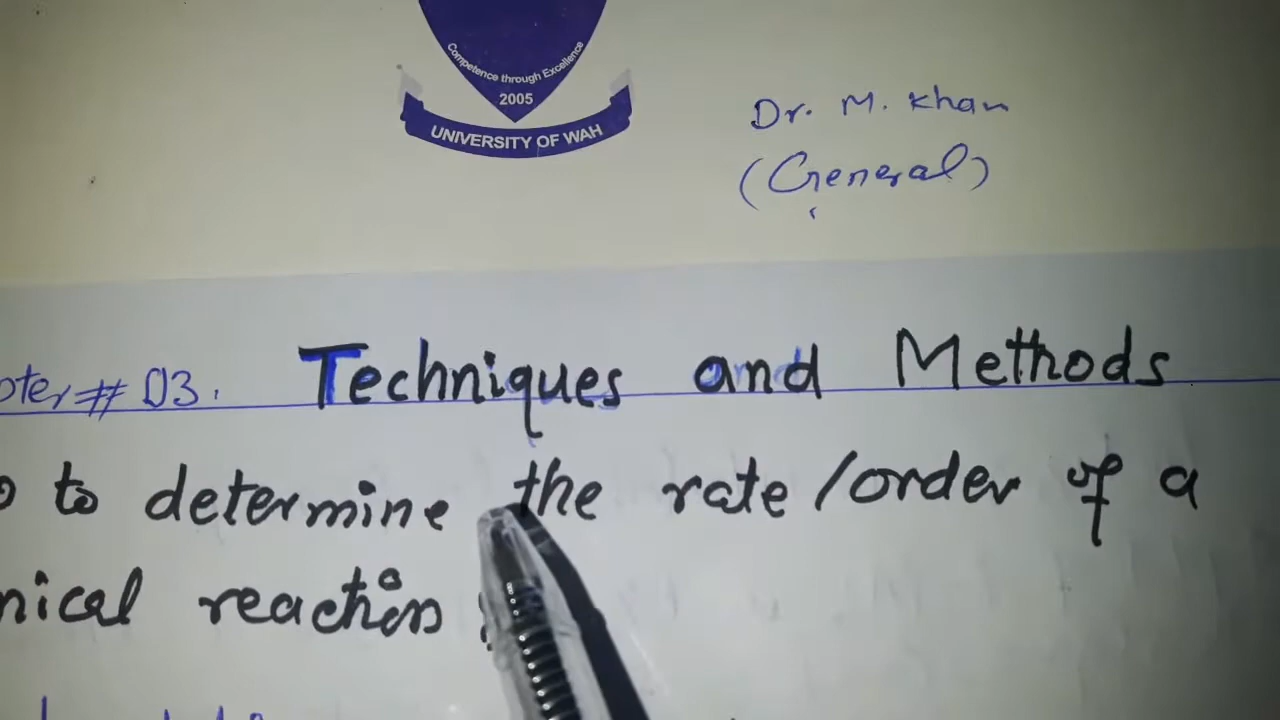 Competence through Excellence
2005
UNIVERSITY OF WAH
Dr. M. Khan
(General)
pter # 03. Techniques and Methods
to determine the rate/order of a
nical reaction